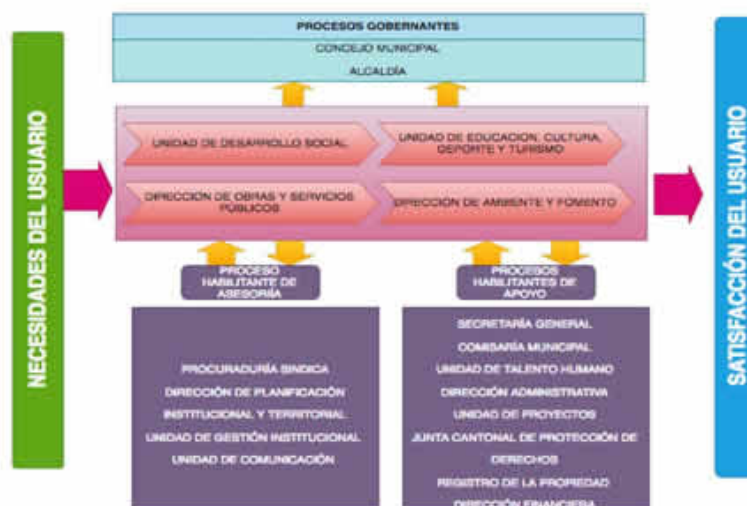 NECESIDADES DEL USUARIO
PROCESOS GOBERNANTES
CONCEJO MUNICIPAL
ALCALDÍA
UNIDAD DE DESARROLLO SOCIAL
UNIDAD DE EDUCACION, CULTURA,
DEPORTE Y TURISMO
DIRECCIÓN DE OBRAS Y SERVICIOS
PÚBLICOS
DIRECCIÓN DE AMBIENTE Y FOMENTO
PROCESO
HABILITANTE DE
ASESORÍA
PROCURADURÍA SINDICA
DIRECCIÓN DE PLANIFICACIÓN
INSTITUCIONAL Y TERRITORIAL
UNIDAD DE GESTIÓN INSTITUCIONAL
UNIDAD DE COMUNICACIÓN
PROCESOS
HABILITANTES DE
APOYO
SECRETARÍA GENERAL
COMISARÍA MUNICIPAL
UNIDAD DE TALENTO HUMANO
DIRECCIÓN ADMINISTRATIVA
UNIDAD DE PROYECTOS
JUNTA CANTONAL DE PROTECCIÓN DE
DERECHOS
REGISTRO DE LA PROPIEDAD
DIRECCIÓN FINANCIERA
SATISFACCIÓN DEL USUARIO